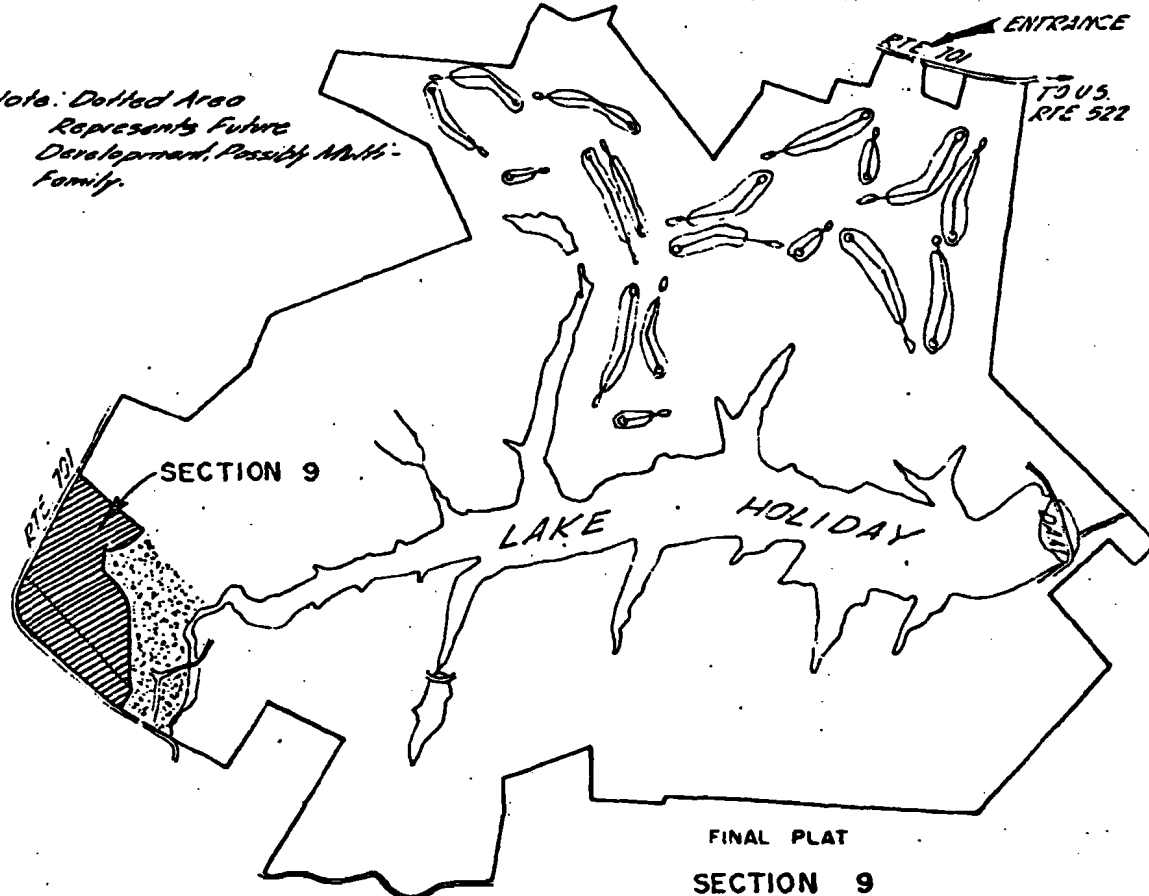 ENTRANCE
RTE 701
TO U.S.
RTE 522
Note: Dotted Area
Represents Future
Development, Possibly Multi-
Family.
RTE 701
SECTION 9
LAKE HOLIDAY
DAM
FINAL PLAT
SECTION 9